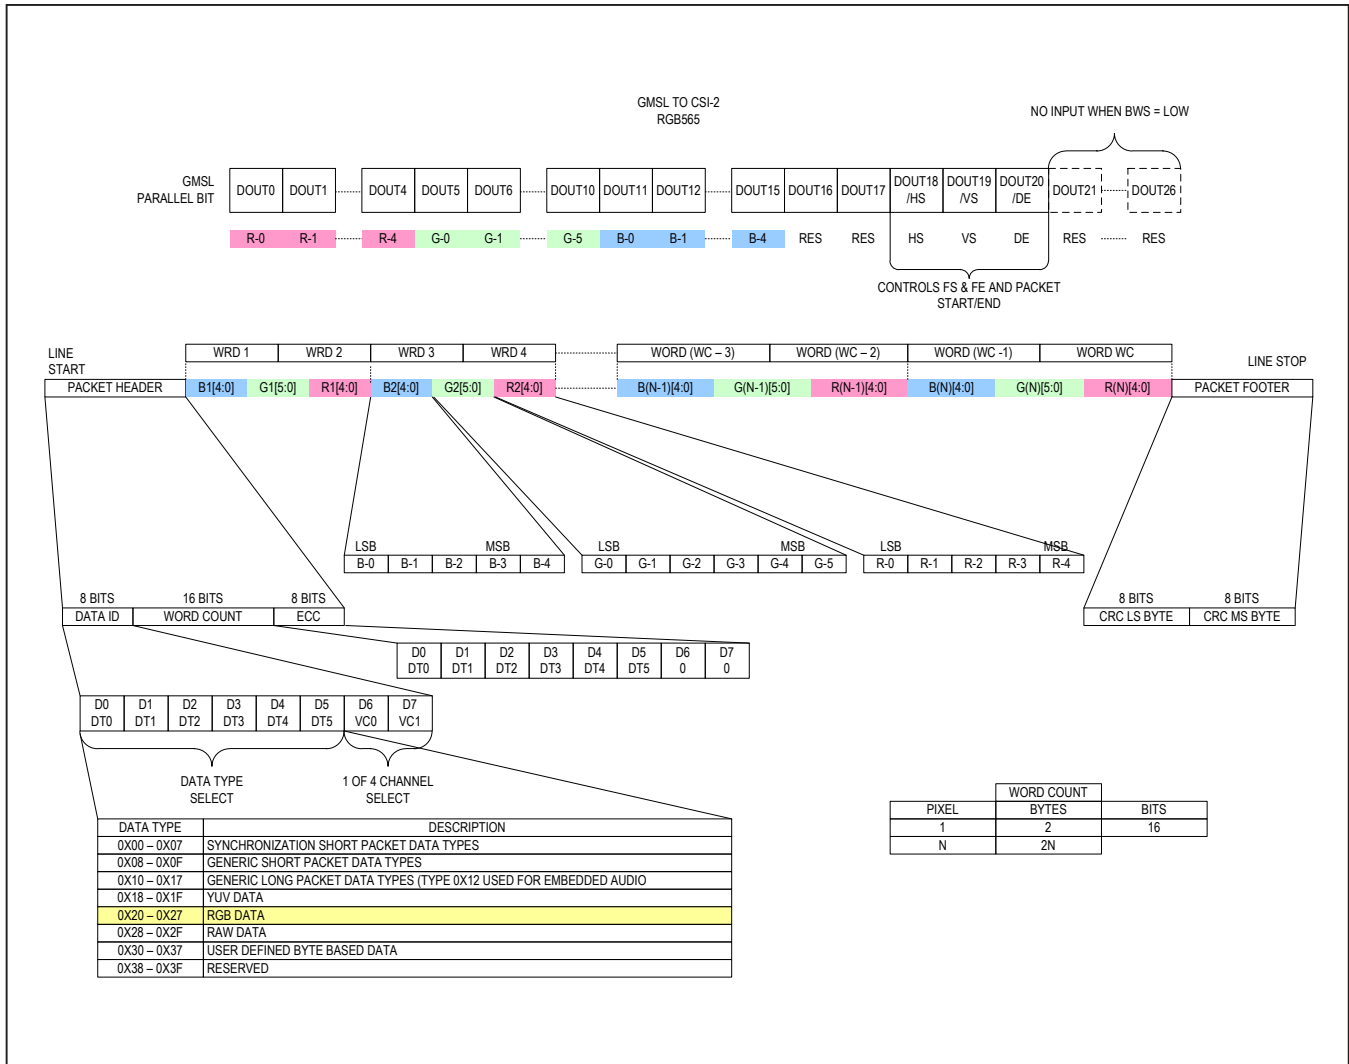 GMSL TO CSI-2
RGB565
NO INPUT WHEN BWS = LOW
GMSL
PARALLEL BIT
DOUT0 DOUT1 DOUT4 DOUT5 DOUT6 DOUT10 DOUT11 DOUT12 DOUT15 DOUT16 DOUT17 DOUT18 /HS DOUT19 /VS DOUT20 /DE DOUT21 DOUT26
R-0 R-1 R-4 G-0 G-1 G-5 B-0 B-1 B-4 RES RES HS VS DE RES RES
CONTROLS FS & FE AND PACKET
START/END
LINE
START
WRD 1 WRD 2 WRD 3 WRD 4 WORD (WC – 3) WORD (WC – 2) WORD (WC -1) WORD WC
LINE STOP
PACKET HEADER B1[4:0] G1[5:0] R1[4:0] B2[4:0] G2[5:0] R2[4:0] B(N-1)[4:0] G(N-1)[5:0] R(N-1)[4:0] B(N)[4:0] G(N)[5:0] R(N)[4:0] PACKET FOOTER
LSB MSB LSB MSB LSB MSB
B-0 B-1 B-2 B-3 B-4 G-0 G-1 G-2 G-3 G-4 G-5 R-0 R-1 R-2 R-3 R-4
8 BITS 16 BITS 8 BITS 8 BITS 8 BITS
DATA ID WORD COUNT ECC CRC LS BYTE CRC MS BYTE
D0 D1 D2 D3 D4 D5 D6 D7
DT0 DT1 DT2 DT3 DT4 DT5 0 0
D0 D1 D2 D3 D4 D5 D6 D7
DT0 DT1 DT2 DT3 DT4 DT5 VC0 VC1
DATA TYPE
SELECT
1 OF 4 CHANNEL
SELECT
WORD COUNT
PIXEL BYTES BITS
1 2 16
N 2N
DATA TYPE DESCRIPTION
0X00 – 0X07 SYNCHRONIZATION SHORT PACKET DATA TYPES
0X08 – 0X0F GENERIC SHORT PACKET DATA TYPES
0X10 – 0X17 GENERIC LONG PACKET DATA TYPES (TYPE 0X12 USED FOR EMBEDDED AUDIO
0X18 – 0X1F YUV DATA
0X20 – 0X27 RGB DATA
0X28 – 0X2F RAW DATA
0X30 – 0X37 USER DEFINED BYTE BASED DATA
0X38 – 0X3F RESERVED